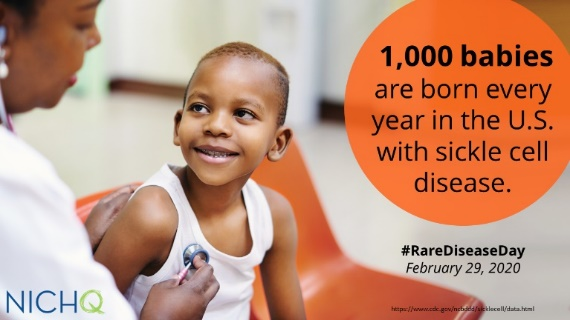 1,000 babies
are born every
year in the U.S.
with sickle cell
disease.
#RareDiseaseDay
February 29, 2020
NICHQ
https://www.cdc.gov/ncbddd/sicklecell/data.html